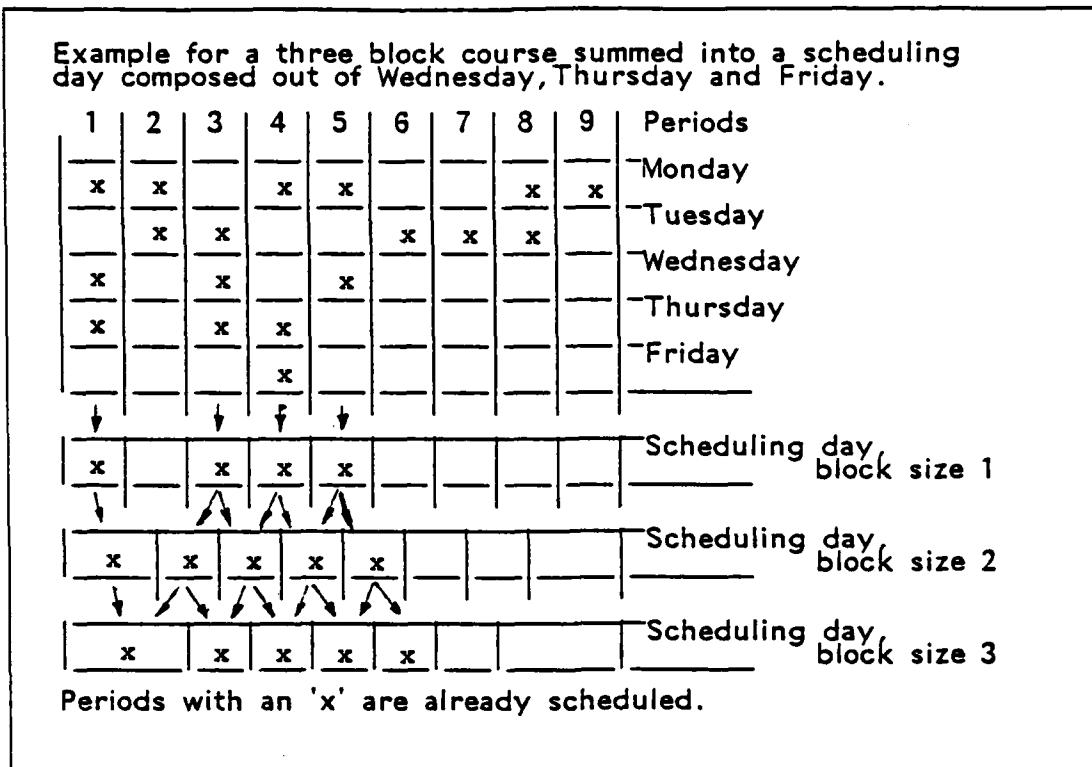 Example for a three block course summed into a scheduling
day composed out of Wednesday, Thursday and Friday.
1 2 3 4 5 6 7 8 9 Periods
Monday
x x x x x x
Tuesday
x x x x x
Wednesday
x x x
Thursday
x x x
Friday
x
Scheduling day,
x x x x block size 1
Scheduling day,
x x x x x block size 2
Scheduling day,
x x x x x block size 3
Periods with an 'x' are already scheduled.